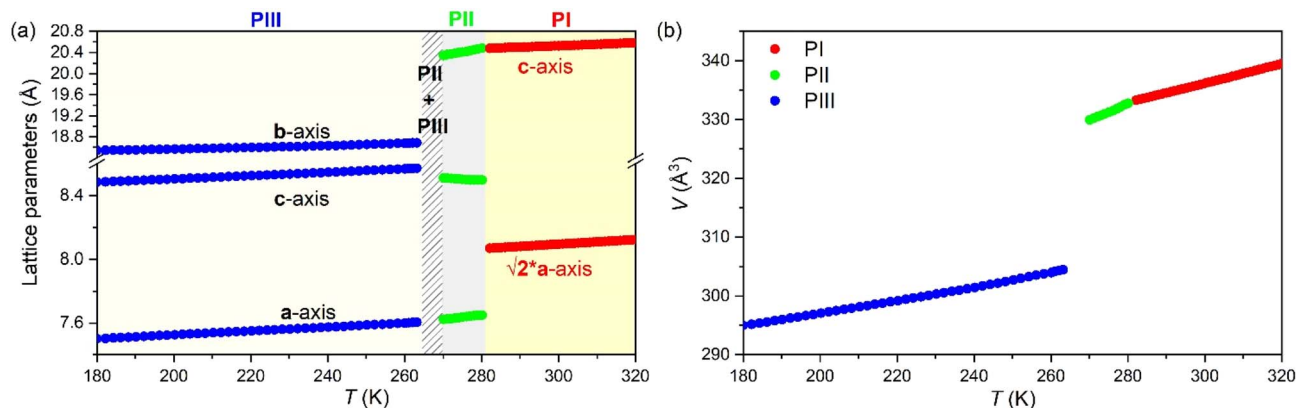 (a)
PIII PII PI
20.8
20.4
20.0
19.6
19.2
18.8
8.4
8.0
7.6
Lattice parameters (Å)
b-axis
c-axis
a-axis
PII
+
PIII
c-axis
√2*a-axis
180 200 220 240 260 280 300 320
T (K)
(b)
PI
PII
PIII
340
330
320
305
300
295
290
V (Å³)
180 200 220 240 260 280 300 320
T (K)